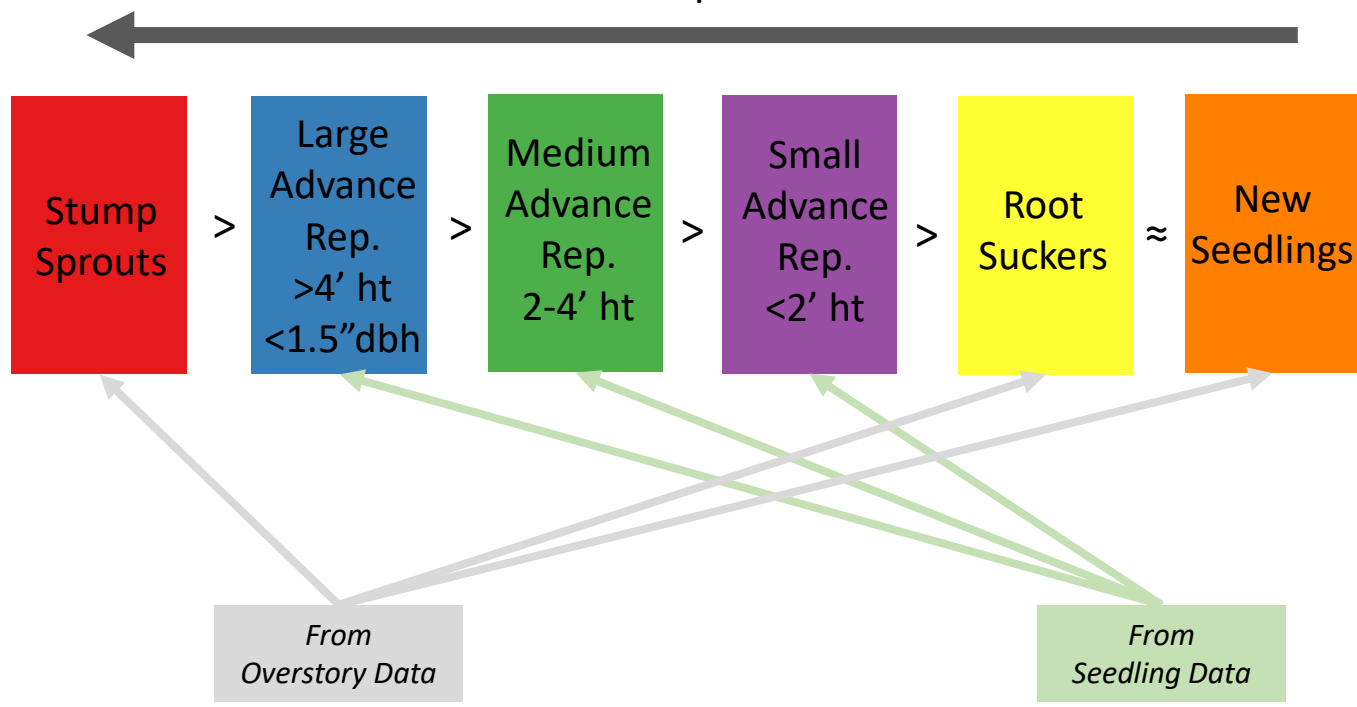 Stump
Sprouts
>
Large
Advance
Rep.
>4’ ht
<1.5”dbh
>
Medium
Advance
Rep.
2-4’ ht
>
Small
Advance
Rep.
<2’ ht
>
Root
Suckers
≈
New
Seedlings
From
Overstory Data
From
Seedling Data